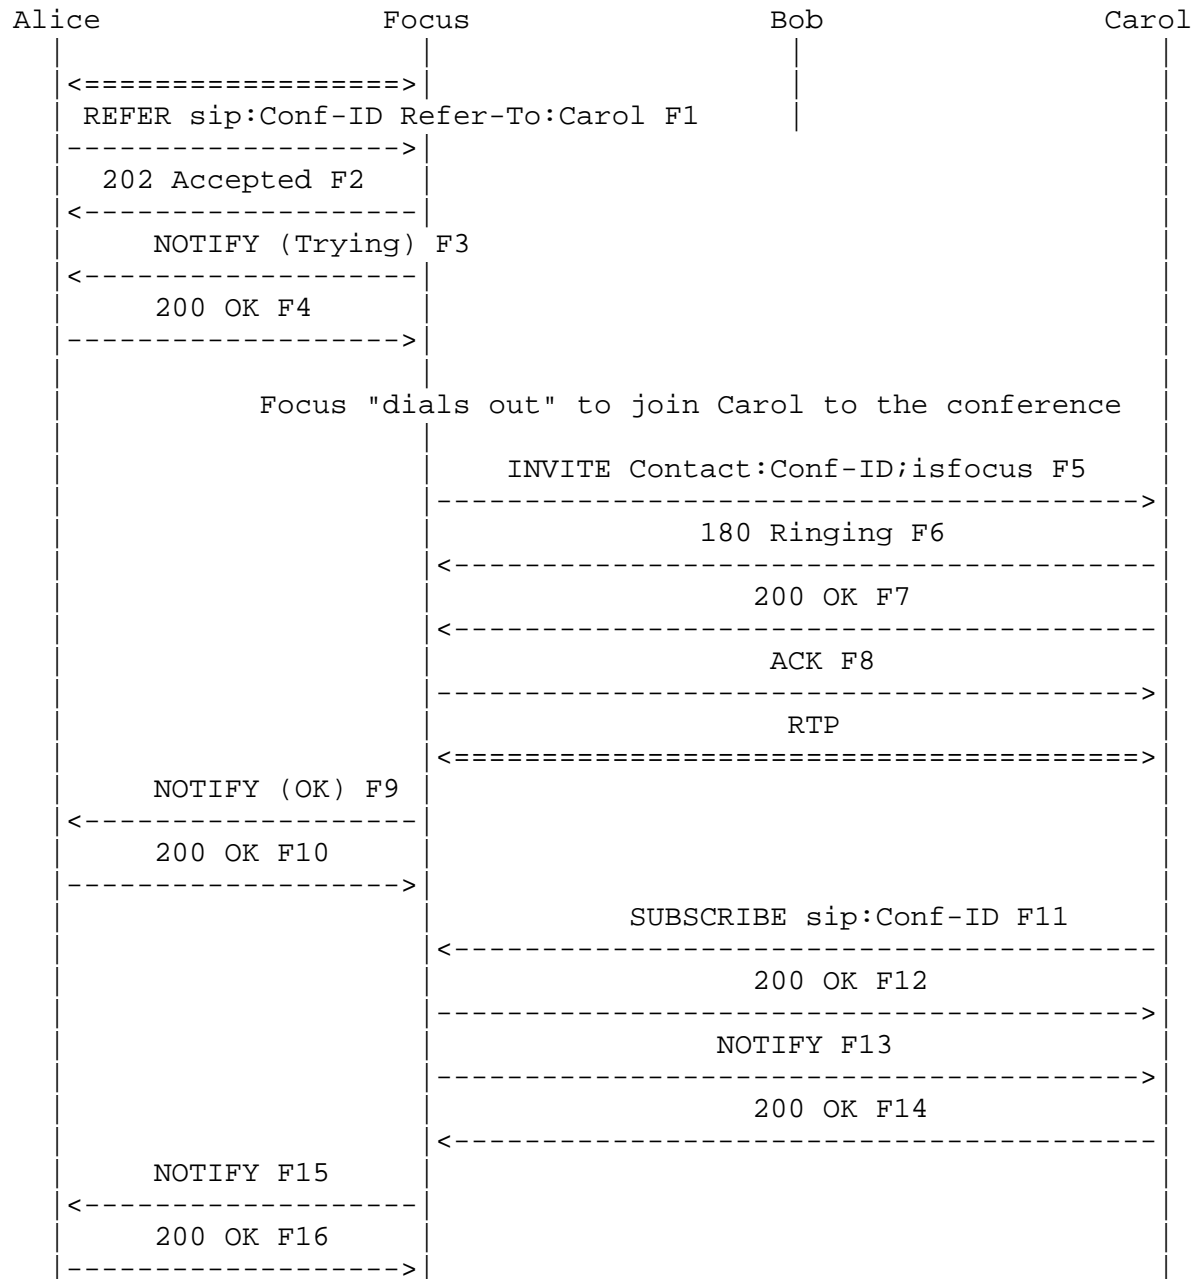 Alice Focus Bob Carol
REFER sip:Conf-ID Refer-To:Carol F1
202 Accepted F2
NOTIFY (Trying) F3
200 OK F4
Focus "dials out" to join Carol to the conference
INVITE Contact:Conf-ID;isfocus F5
180 Ringing F6
200 OK F7
ACK F8
RTP
NOTIFY (OK) F9
200 OK F10
SUBSCRIBE sip:Conf-ID F11
200 OK F12
NOTIFY F13
200 OK F14
NOTIFY F15
200 OK F16